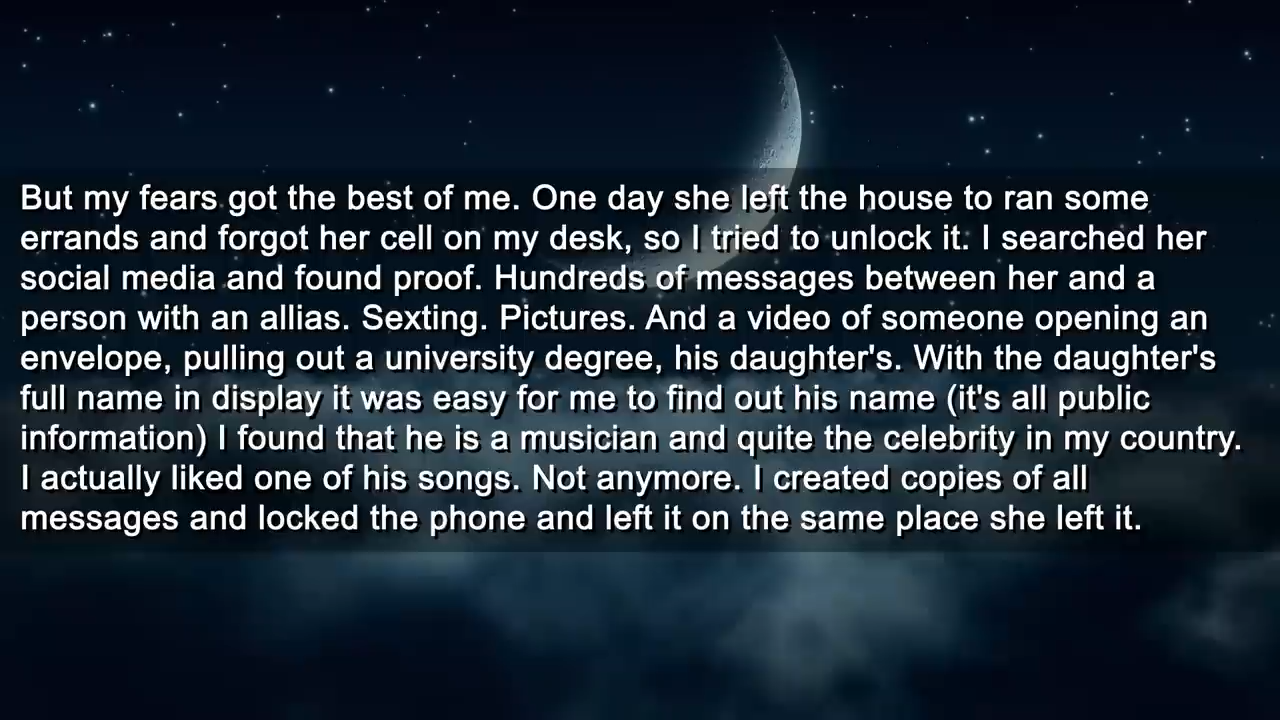 But my fears got the best of me. One day she left the house to ran some
errands and forgot her cell on my desk, so I tried to unlock it. I searched her
social media and found proof. Hundreds of messages between her and a
person with an allias. Sexting. Pictures. And a video of someone opening an
envelope, pulling out a university degree, his daughter's. With the daughter's
full name in display it was easy for me to find out his name (it's all public
information) I found that he is a musician and quite the celebrity in my country.
I actually liked one of his songs. Not anymore. I created copies of all
messages and locked the phone and left it on the same place she left it.